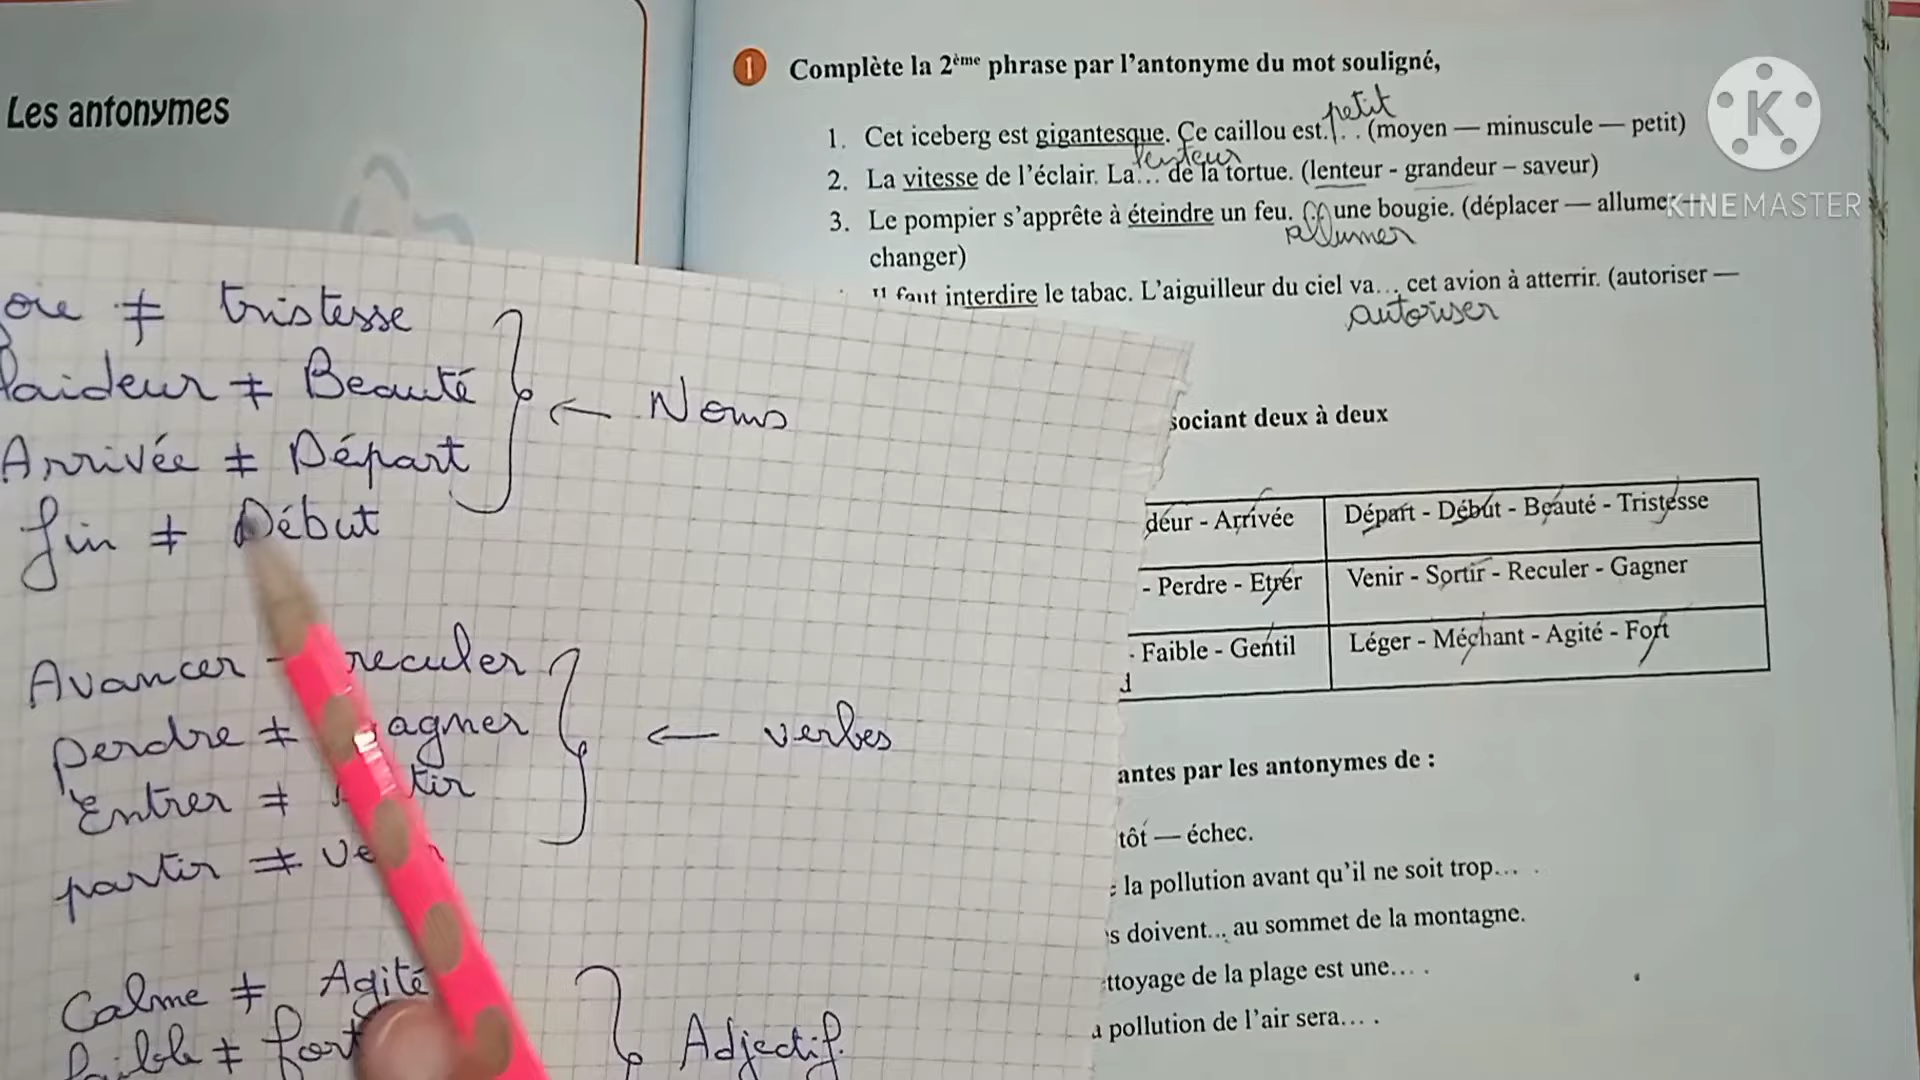 Les antonymes
1 Complète la 2ème phrase par l'antonyme du mot souligné,
petit
1. Cet iceberg est gigantesque. Ce caillou est... (moyen — minuscule — petit)
lenteur
2. La vitesse de l'éclair. La... de la tortue. (lenteur - grandeur – saveur)
3. Le pompier s'apprête à éteindre un feu. ... une bougie. (déplacer — allumer
allumer
changer)
Il faut interdire le tabac. L'aiguilleur du ciel va... cet avion à atterrir. (autoriser —
autoriser
KINEMASTER
sociant deux à deux
deur - Arrivée
Départ - Début - Beauté - Tristesse
- Perdre - Etrer
Venir - Sortir - Reculer - Gagner
- Faible - Gentil
Léger - Méchant - Agité - Fort
d
antes par les antonymes de :
tôt — échec.
la pollution avant qu'il ne soit trop...
s doivent... au sommet de la montagne.
ttoyage de la plage est une... .
a pollution de l'air sera... .
oie ≠ tristesse
laideur ≠ Beauté
← Noms
Arrivée ≠ Départ
fin ≠ Début
Avancer reculer
perdre ≠ gagner
← verbes
Entrer ≠ tir
partir ≠ ve
Calme ≠ Agité
faible ≠ fort
Adjectif.